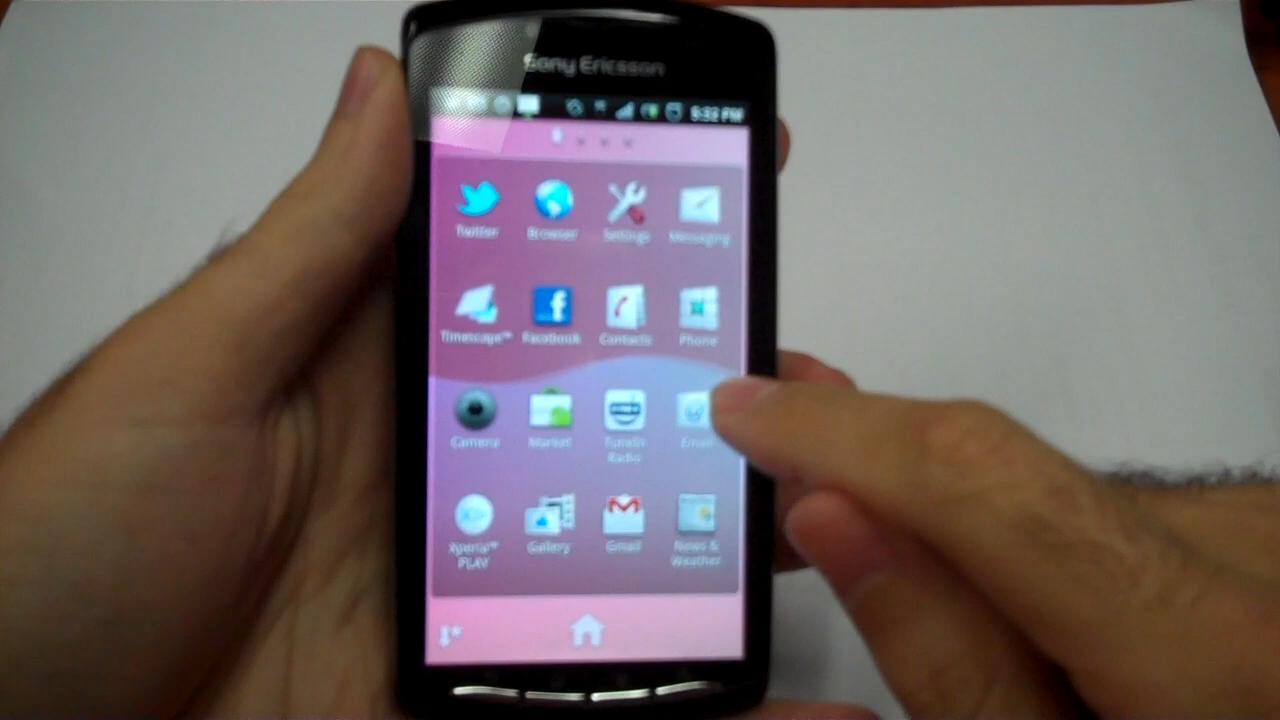 Sony Ericsson
5:32 PM
Twitter
Browser
Settings
Messaging
Timescape™
Facebook
Contacts
Phone
Camera
Market
TuneIn
Radio
Email
Xperia™
PLAY
Gallery
Gmail
News &
Weather